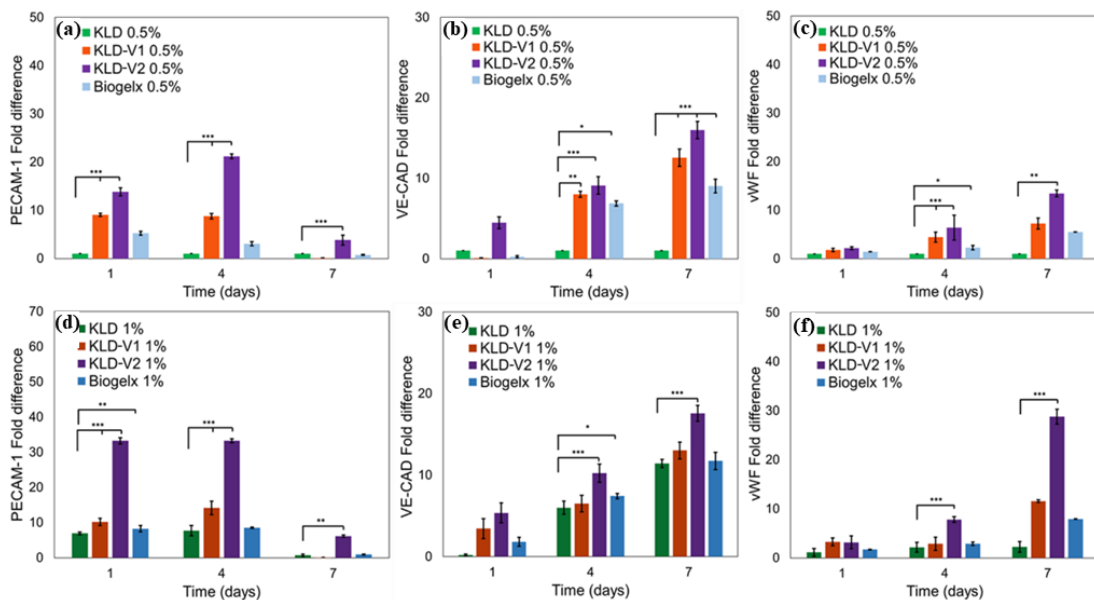 (a)
50
40
30
20
10
0
PECAM-1 Fold difference
KLD 0.5%
KLD-V1 0.5%
KLD-V2 0.5%
Biogelx 0.5%
***
***
***
1 4 7
Time (days)
(b)
30
20
10
0
VE-CAD Fold difference
KLD 0.5%
KLD-V1 0.5%
KLD-V2 0.5%
Biogelx 0.5%
*
***
**
***
1 4 7
Time (days)
(c)
50
40
30
20
10
0
vWF Fold difference
KLD 0.5%
KLD-V1 0.5%
KLD-V2 0.5%
Biogelx 0.5%
*
***
**
1 4 7
Time (days)
(d)
70
60
50
40
30
20
10
0
PECAM-1 Fold difference
KLD 1%
KLD-V1 1%
KLD-V2 1%
Biogelx 1%
**
***
***
**
1 4 7
Time (days)
(e)
30
20
10
0
VE-CAD Fold difference
KLD 1%
KLD-V1 1%
KLD-V2 1%
Biogelx 1%
*
***
***
1 4 7
Time (days)
(f)
50
40
30
20
10
0
vWF Fold difference
KLD 1%
KLD-V1 1%
KLD-V2 1%
Biogelx 1%
***
***
1 4 7
Time (days)